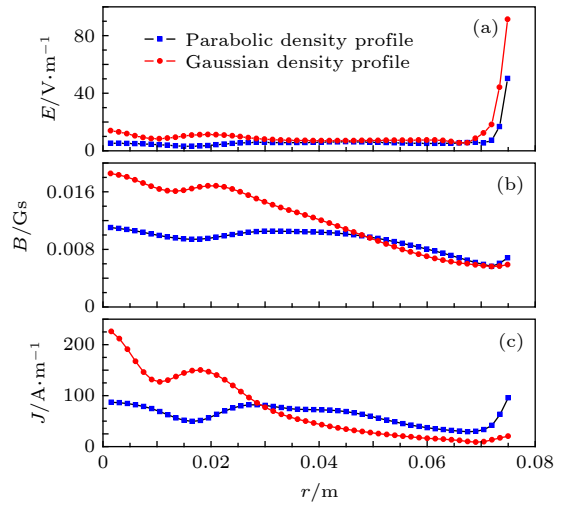 (a)
Parabolic density profile
Gaussian density profile
E/V·m⁻¹
80
40
0
(b)
B/Gs
0.016
0.008
0
(c)
J/A·m⁻¹
200
100
0
0
0.02
0.04
0.06
0.08
r/m